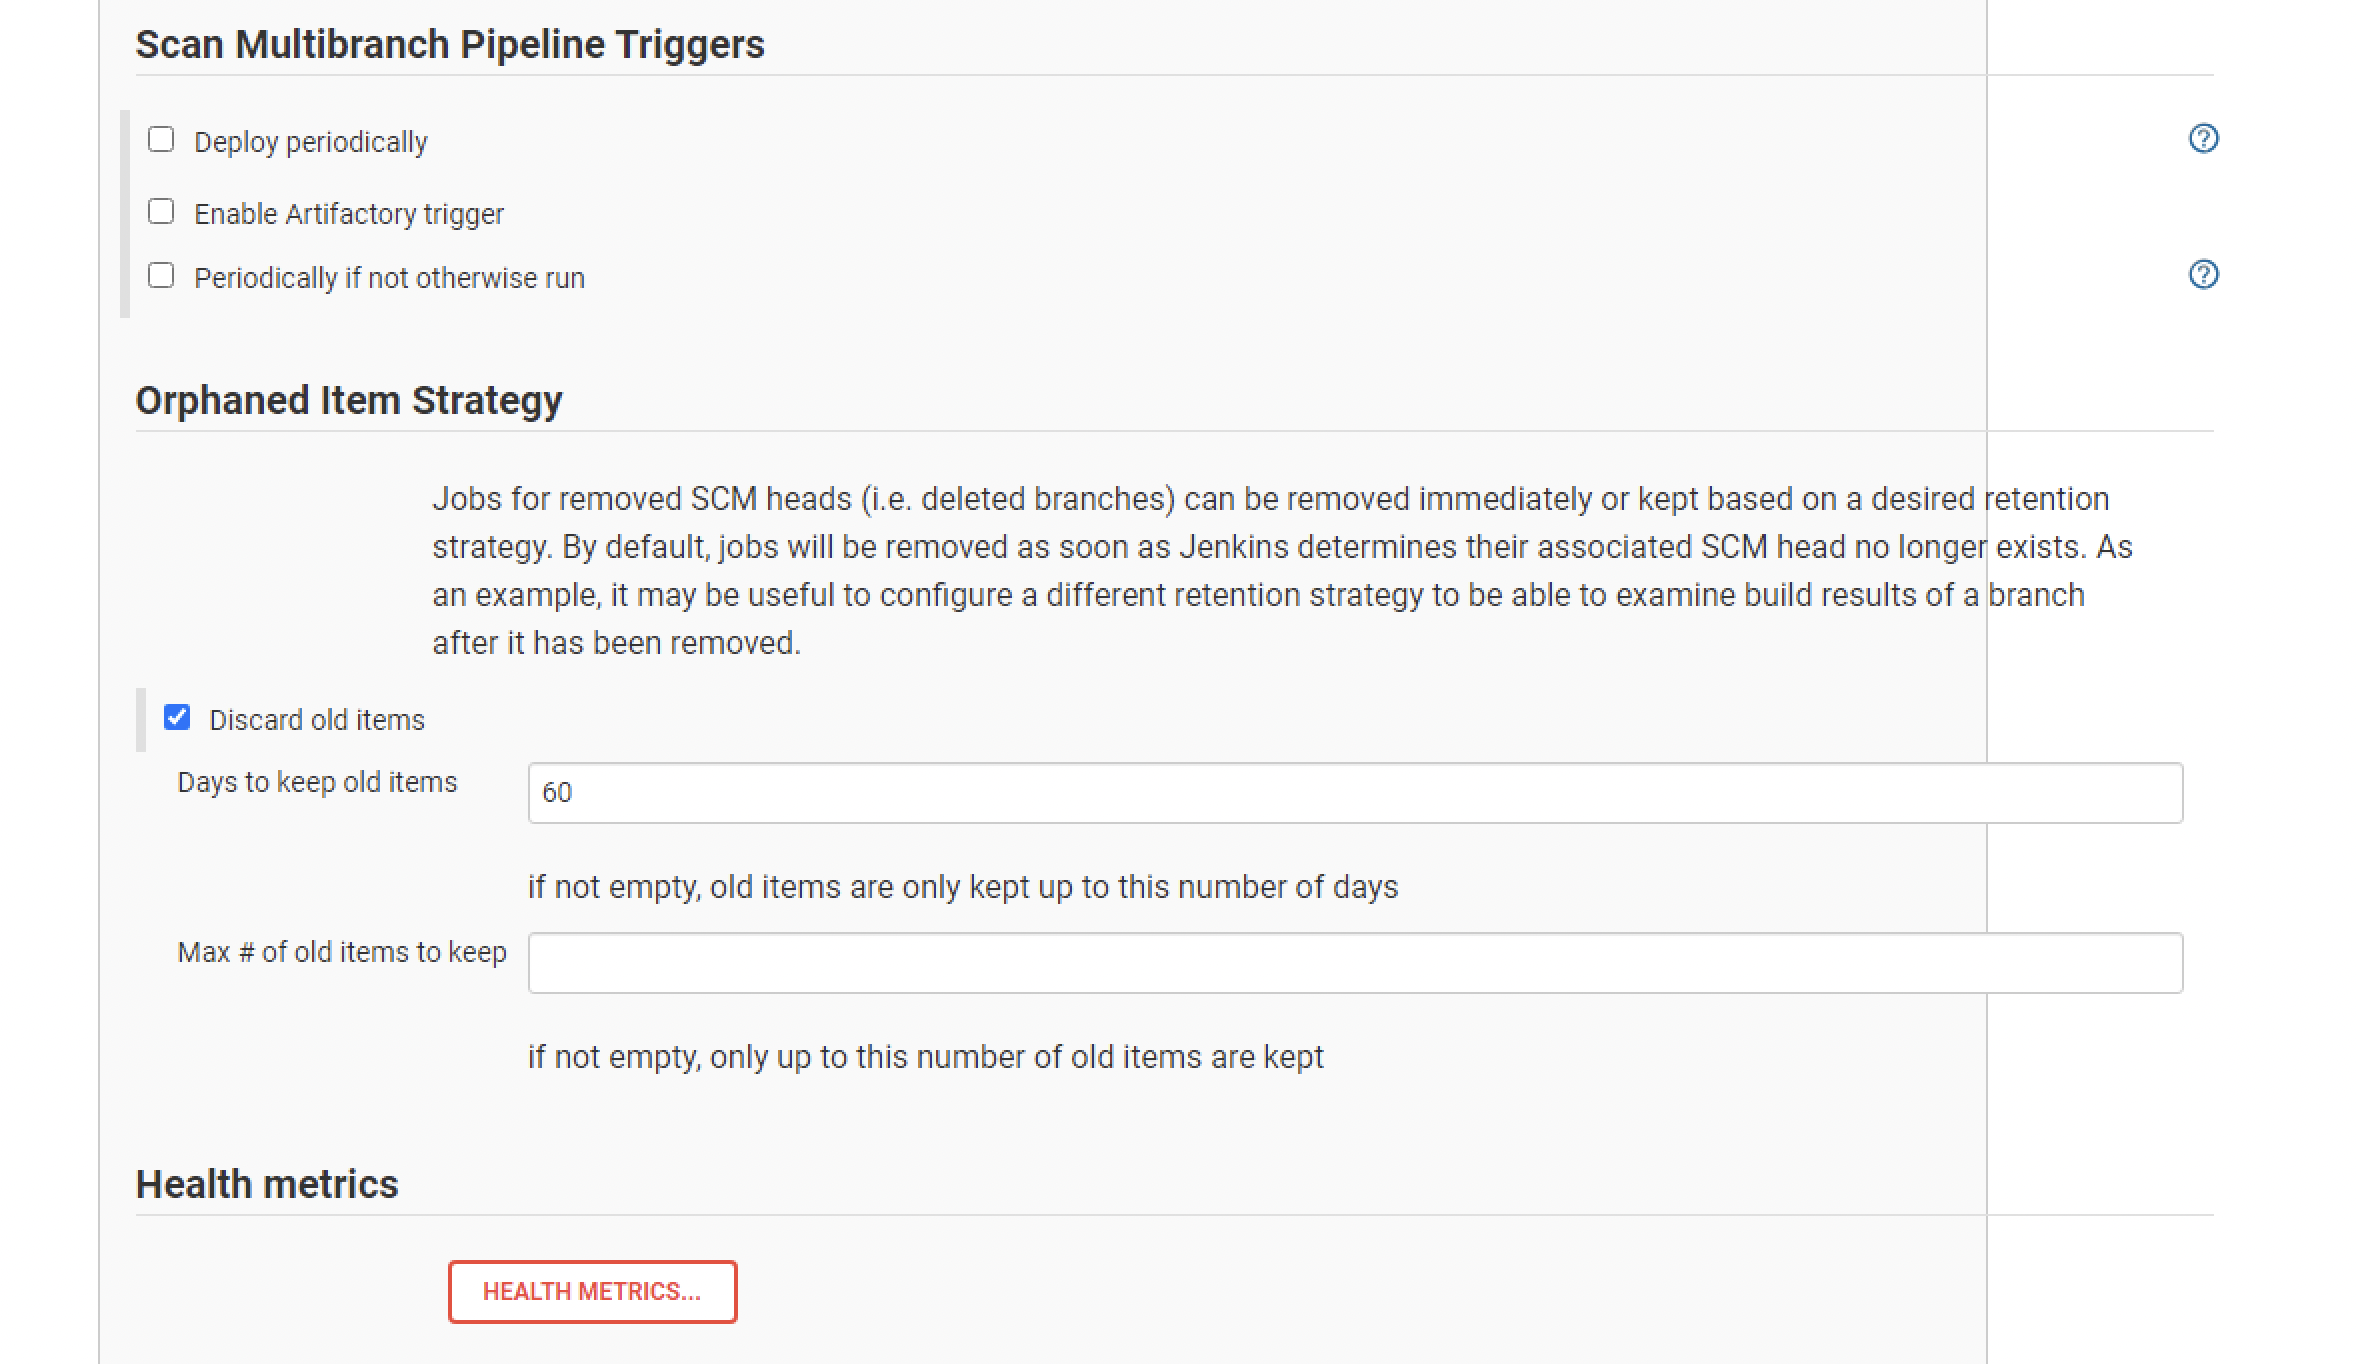 Scan Multibranch Pipeline Triggers
Deploy periodically
Enable Artifactory trigger
Periodically if not otherwise run
Orphaned Item Strategy
Jobs for removed SCM heads (i.e. deleted branches) can be removed immediately or kept based on a desired retention
strategy. By default, jobs will be removed as soon as Jenkins determines their associated SCM head no longer exists. As
an example, it may be useful to configure a different retention strategy to be able to examine build results of a branch
after it has been removed.
Discard old items
Days to keep old items
60
if not empty, old items are only kept up to this number of days
Max # of old items to keep
if not empty, only up to this number of old items are kept
Health metrics
HEALTH METRICS...